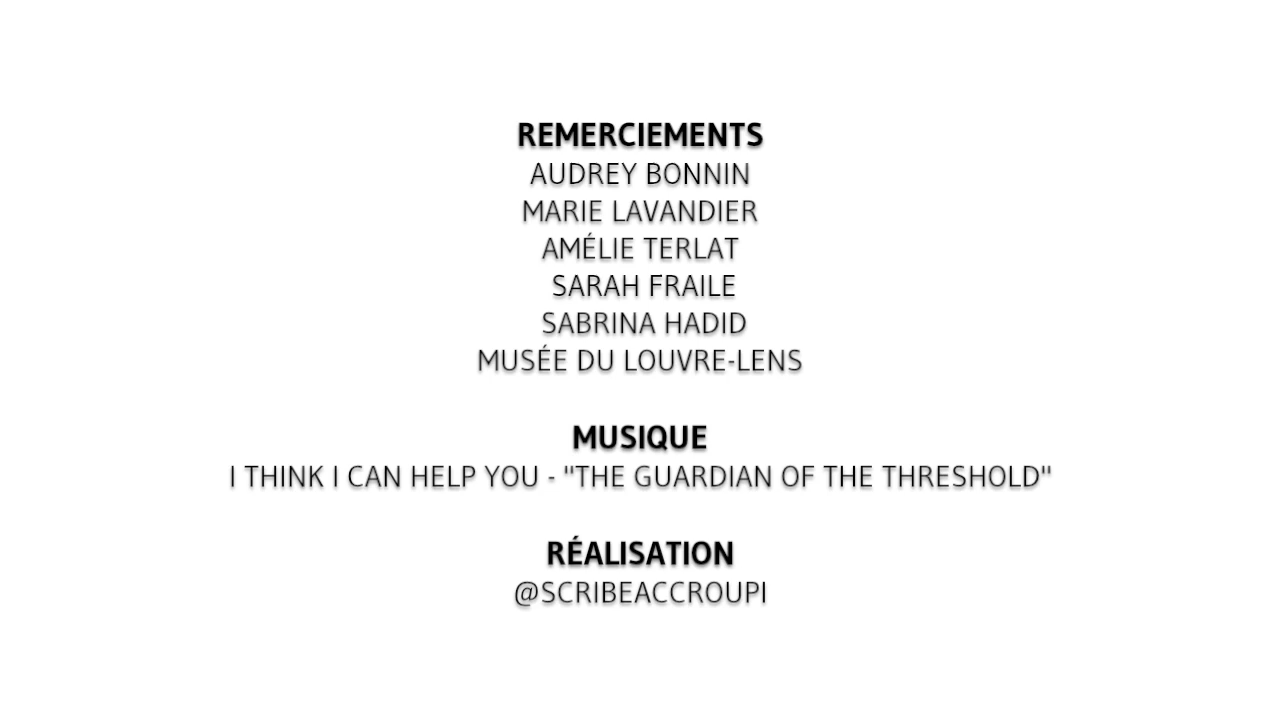 REMERCIEMENTS
AUDREY BONNIN
MARIE LAVANDIER
AMÉLIE TERLAT
SARAH FRAILE
SABRINA HADID
MUSÉE DU LOUVRE-LENS
MUSIQUE
I THINK I CAN HELP YOU - "THE GUARDIAN OF THE THRESHOLD"
RÉALISATION
@SCRIBEACCROUPI